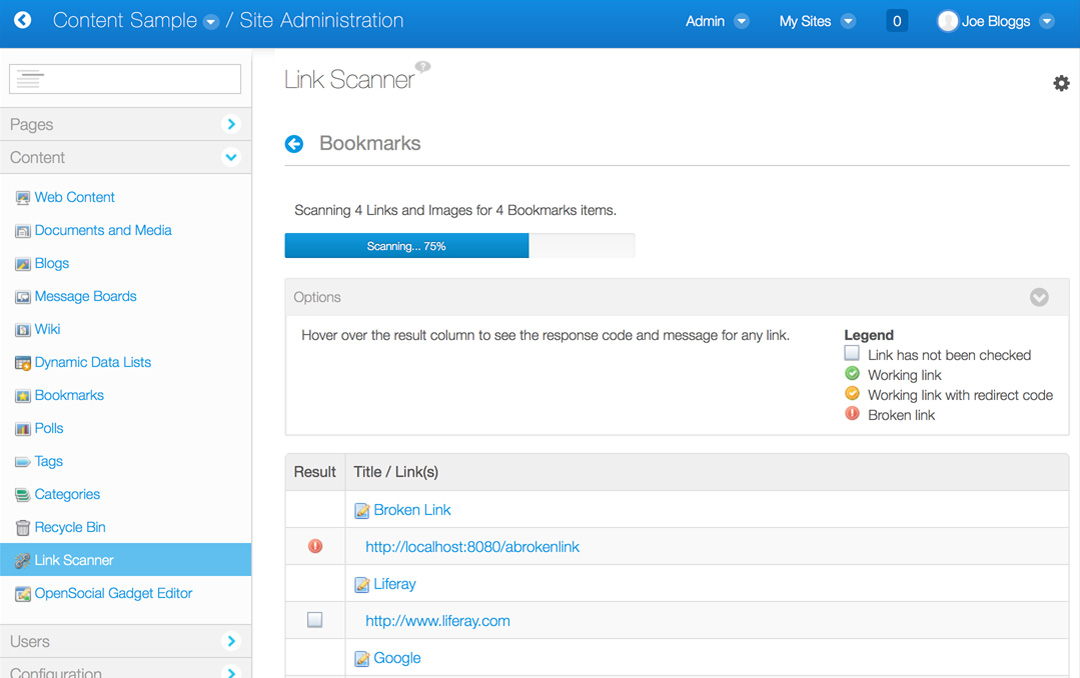 Content Sample / Site Administration
Admin My Sites 0 Joe Bloggs
Link Scanner ?
Pages
Content
Web Content
Documents and Media
Blogs
Message Boards
Wiki
Dynamic Data Lists
Bookmarks
Polls
Tags
Categories
Recycle Bin
Link Scanner
OpenSocial Gadget Editor
Users
Configuration
Bookmarks
Scanning 4 Links and Images for 4 Bookmarks items.
Scanning... 75%
Options
Hover over the result column to see the response code and message for any link.
Legend
Link has not been checked
Working link
Working link with redirect code
Broken link
Result Title / Link(s)
Broken Link
http://localhost:8080/abrokenlink
Liferay
http://www.liferay.com
Google